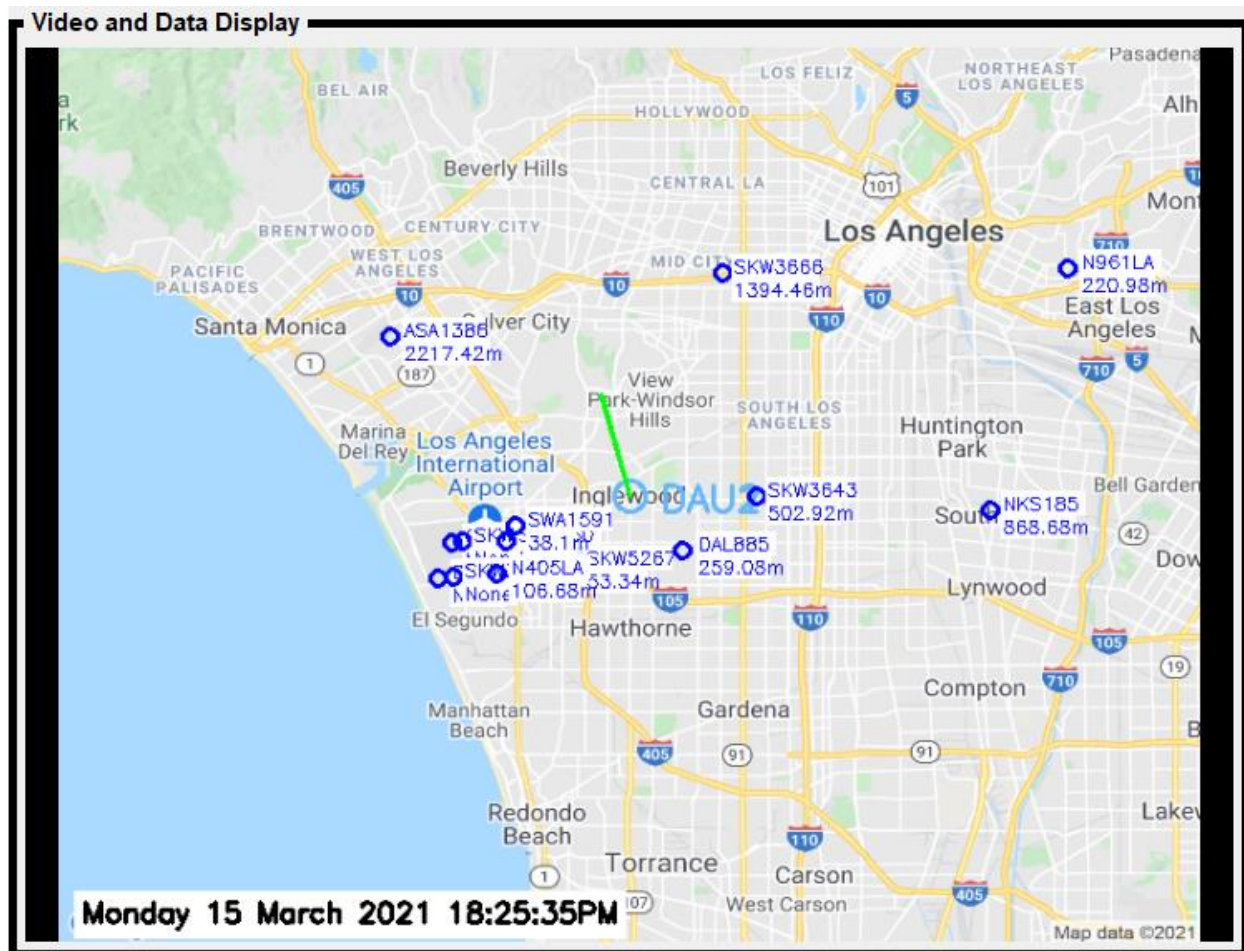 Video and Data Display
Pasadena
LOS FELIZ
NORTHEAST
LOS ANGELES
BEL AIR
5
Alh
HOLLYWOOD
Beverly Hills
405
CENTRAL LA
101
10
Mont
BRENTWOOD
CENTURY CITY
Los Angeles
WEST LOS
ANGELES
MID CITY
710
PACIFIC
PALISADES
SKW3666
1394.46m
N961LA
220.98m
10
10
10
East Los
Angeles
Santa Monica
ASA1386
2217.42m
Culver City
110
1
187
710
5
View
Park-Windsor
Hills
SOUTH LOS
ANGELES
Huntington
Park
Marina
Del Rey
Los Angeles
International
Airport
Bell Garden
Inglewood
DAU2
SKW3643
502.92m
South
NKS185
868.68m
42
SWA1591
38.1m
SKW5267
53.34m
DAL885
259.08m
Dow
N405LA
106.68m
None
105
Lynwood
El Segundo
Hawthorne
110
105
19
710
Compton
Manhattan
Beach
Gardena
405
91
91
Redondo
Beach
110
Lakew
Torrance
1
Carson
405
107
West Carson
Monday 15 March 2021 18:25:35PM
Map data ©2021